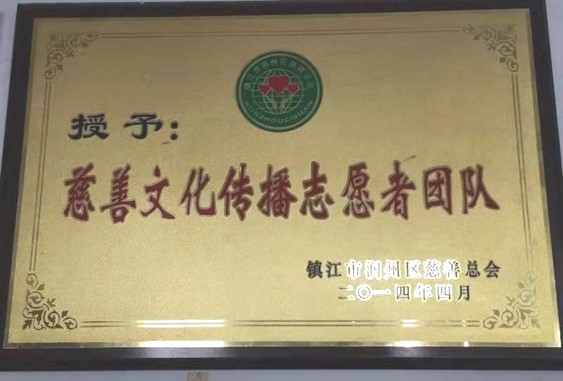 授予：
慈善文化传播志愿者团队
镇江市润州区慈善总会
二〇一四年四月
RUNZHOUCISHAN